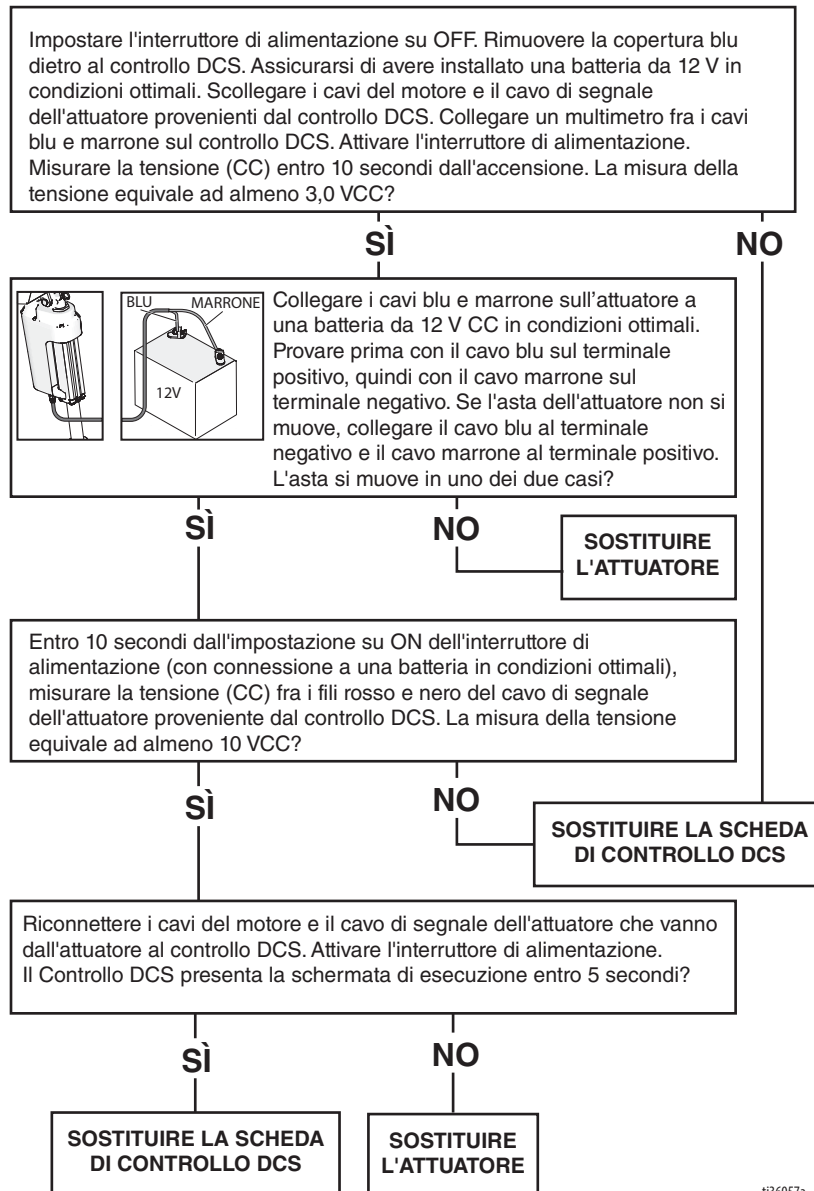 Impostare l'interruttore di alimentazione su OFF. Rimuovere la copertura blu
dietro al controllo DCS. Assicurarsi di avere installato una batteria da 12 V in
condizioni ottimali. Scollegare i cavi del motore e il cavo di segnale
dell'attuatore provenienti dal controllo DCS. Collegare un multimetro fra i cavi
blu e marrone sul controllo DCS. Attivare l'interruttore di alimentazione.
Misurare la tensione (CC) entro 10 secondi dall'accensione. La misura della
tensione equivale ad almeno 3,0 VCC?
SÌ
NO
BLU
MARRONE
12V
Collegare i cavi blu e marrone sull'attuatore a
una batteria da 12 V CC in condizioni ottimali.
Provare prima con il cavo blu sul terminale
positivo, quindi con il cavo marrone sul
terminale negativo. Se l'asta dell'attuatore non si
muove, collegare il cavo blu al terminale
negativo e il cavo marrone al terminale positivo.
L'asta si muove in uno dei due casi?
SÌ
NO
SOSTITUIRE
L'ATTUATORE
Entro 10 secondi dall'impostazione su ON dell'interruttore di
alimentazione (con connessione a una batteria in condizioni ottimali),
misurare la tensione (CC) fra i fili rosso e nero del cavo di segnale
dell'attuatore proveniente dal controllo DCS. La misura della tensione
equivale ad almeno 10 VCC?
SÌ
NO
SOSTITUIRE LA SCHEDA
DI CONTROLLO DCS
Riconnettere i cavi del motore e il cavo di segnale dell'attuatore che vanno
dall'attuatore al controllo DCS. Attivare l'interruttore di alimentazione.
Il Controllo DCS presenta la schermata di esecuzione entro 5 secondi?
SÌ
NO
SOSTITUIRE LA SCHEDA
DI CONTROLLO DCS
SOSTITUIRE
L'ATTUATORE
ti36057a